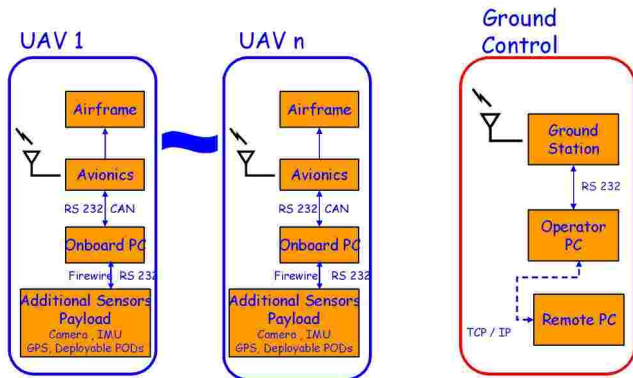 UAV 1
Airframe
Avionics
RS 232 CAN
Onboard PC
Firewire RS 232
Additional Sensors
Payload
Camera , IMU
GPS, Deployable PODs
UAV n
Airframe
Avionics
RS 232 CAN
Onboard PC
Firewire RS 232
Additional Sensors
Payload
Camera , IMU
GPS, Deployable PODs
Ground
Control
Ground
Station
RS 232
Operator
PC
TCP / IP
Remote PC